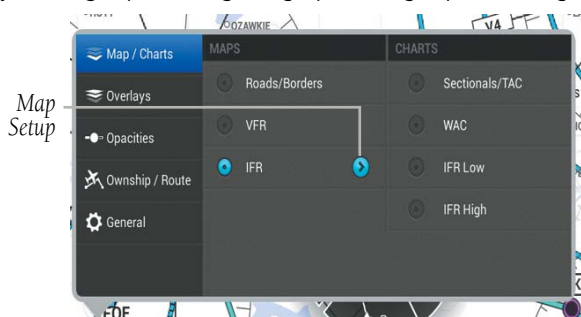 OZAWKIE
V4
Map / Charts
MAPS
CHARTS
Roads/Borders
Sectionals/TAC
Overlays
Map
Setup
VFR
WAC
Opacities
IFR
IFR Low
Ownship / Route
IFR High
General